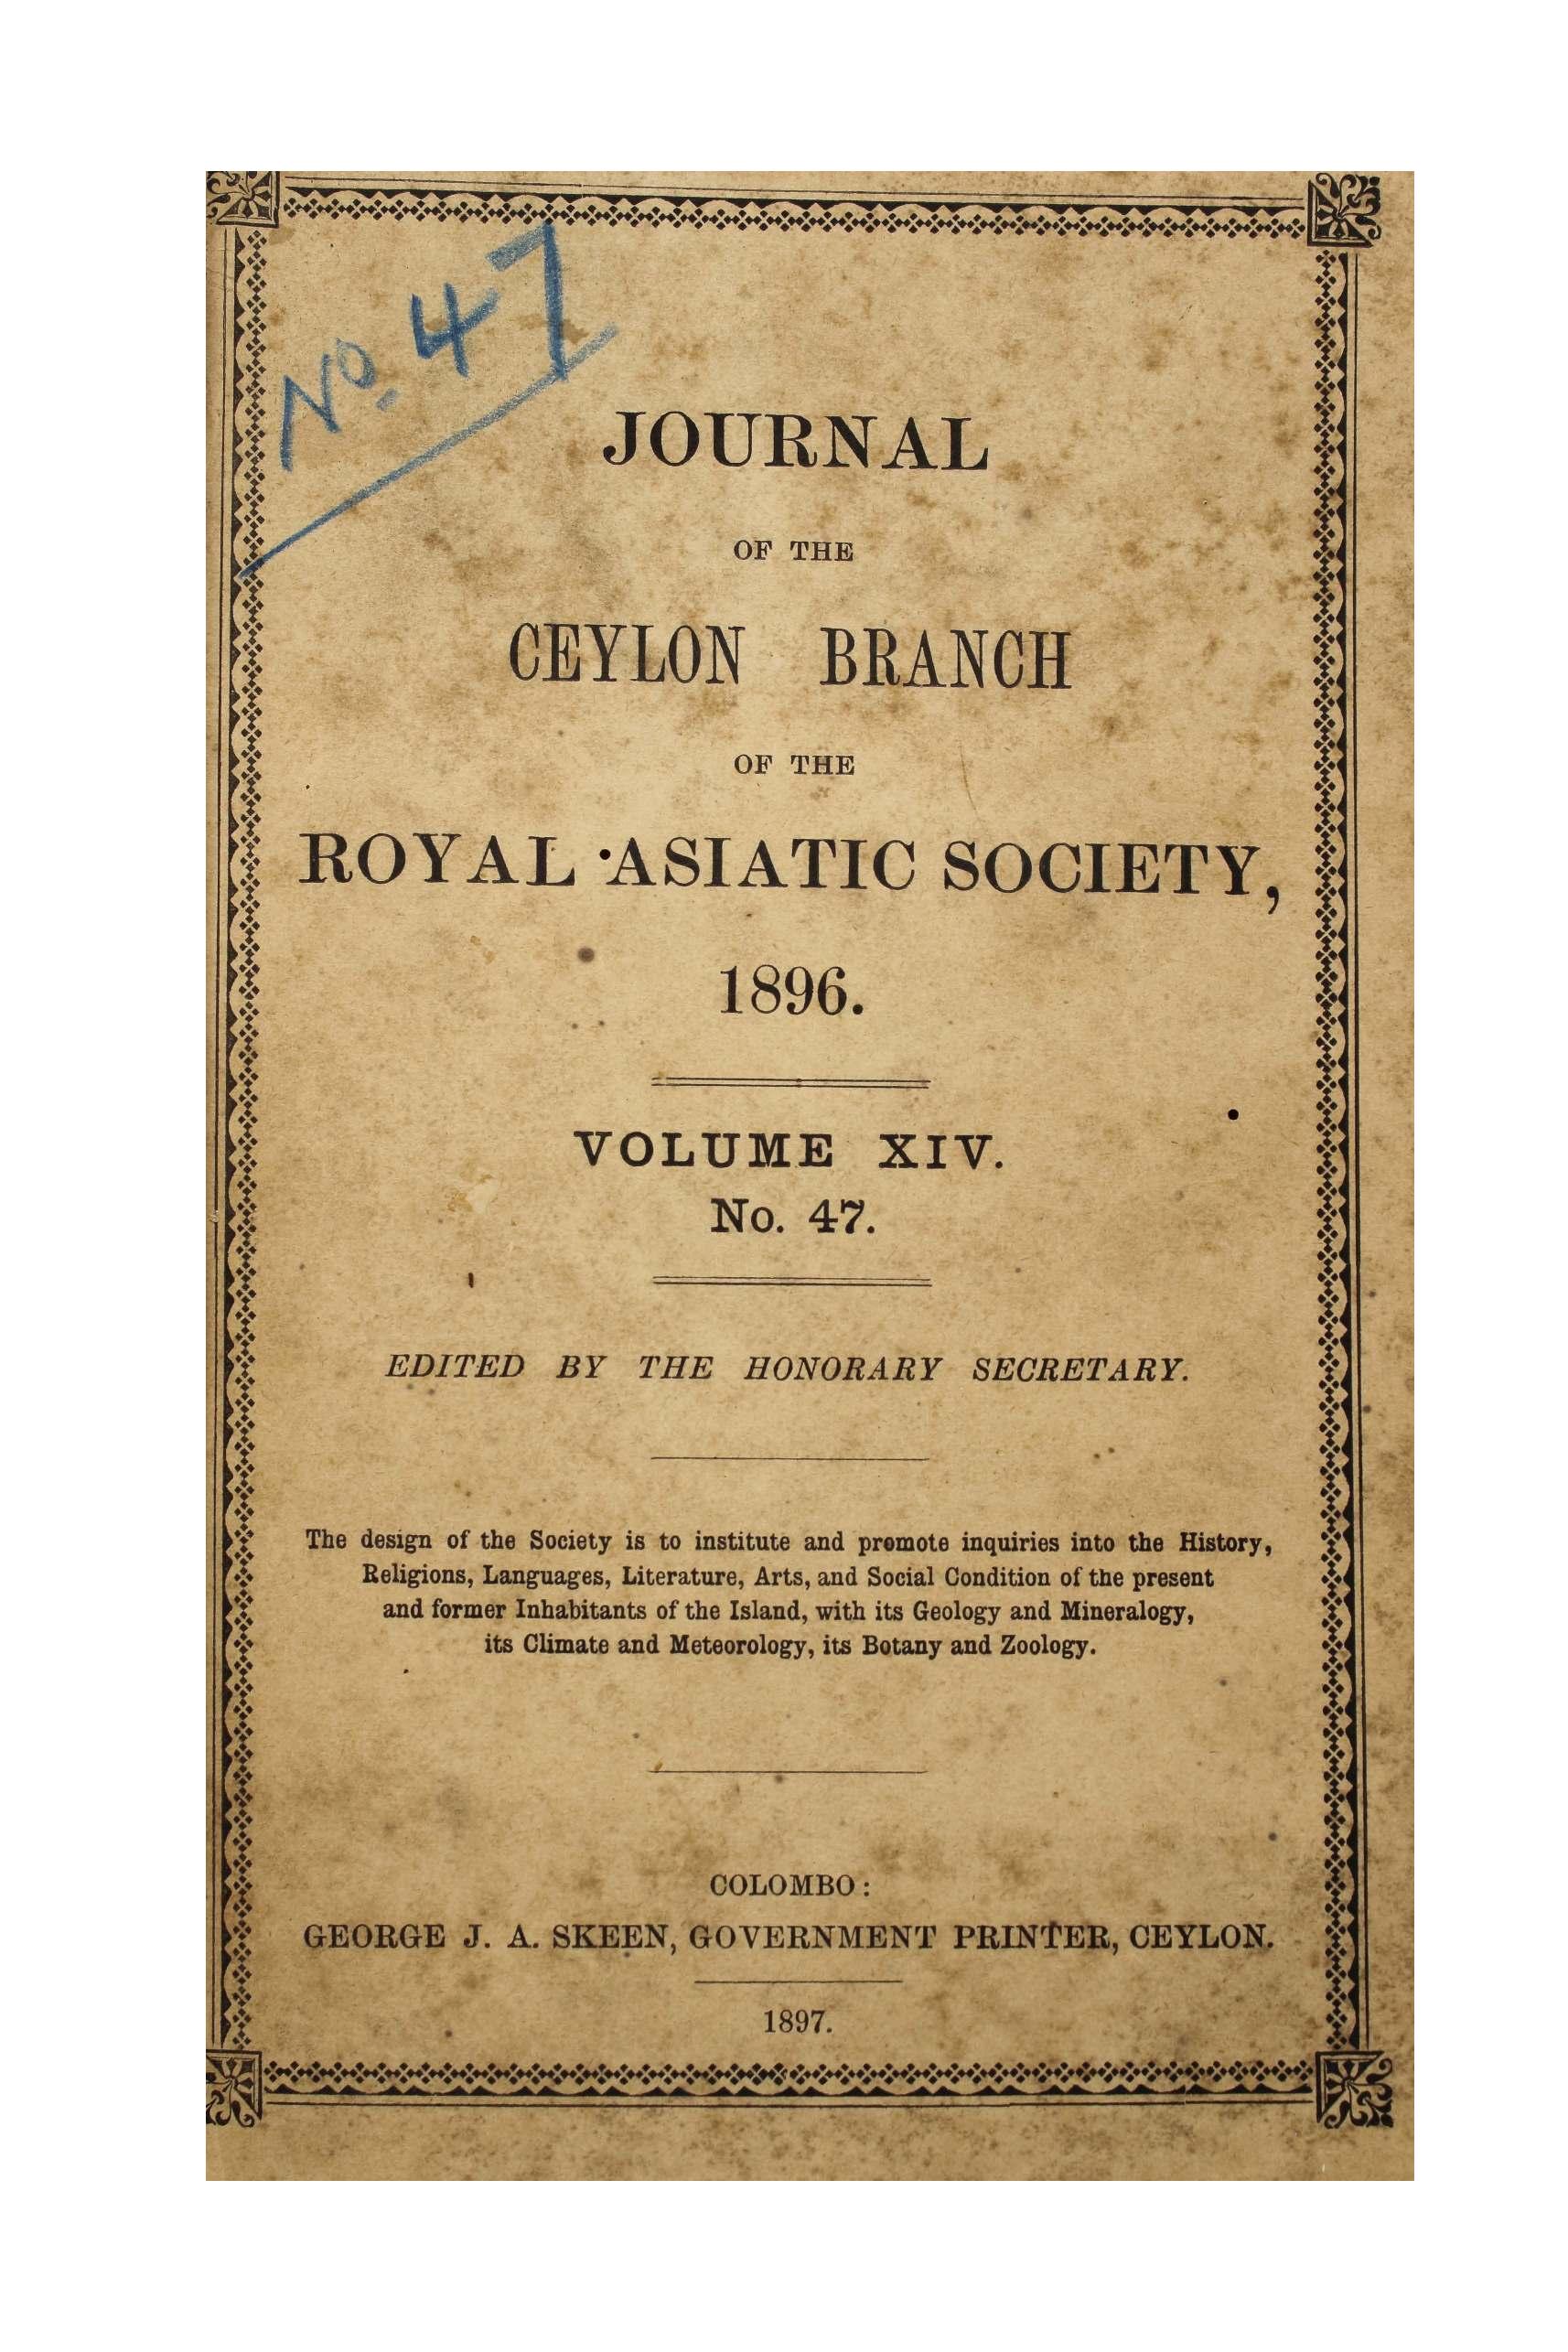 No. 47
JOURNAL
OF THE
CEYLON BRANCH
OF THE
ROYAL ASIATIC SOCIETY,
1896.
VOLUME XIV.
No. 47.
EDITED BY THE HONORARY SECRETARY.
The design of the Society is to institute and promote inquiries into the History,
Religions, Languages, Literature, Arts, and Social Condition of the present
and former Inhabitants of the Island, with its Geology and Mineralogy,
its Climate and Meteorology, its Botany and Zoology.
COLOMBO:
GEORGE J. A. SKEEN, GOVERNMENT PRINTER, CEYLON.
1897.